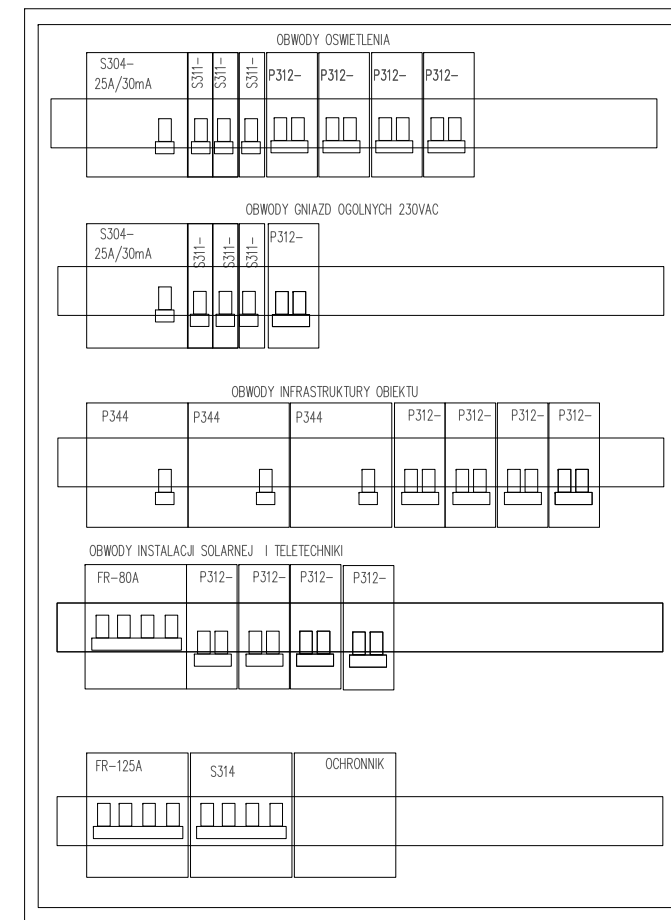 OBWODY OSWIETLENIA
S304-
25A/30mA
S311-
S311-
S311-
P312-
P312-
P312-
P312-
OBWODY GNIAZD OGOLNYCH 230VAC
S304-
25A/30mA
S311-
S311-
S311-
P312-
OBWODY INFRASTRUKTURY OBIEKTU
P344
P344
P344
P312-
P312-
P312-
P312-
OBWODY INSTALACJI SOLARNEJ I TELETECHNIKI
FR-80A
P312-
P312-
P312-
P312-
FR-125A
S314
OCHRONNIK